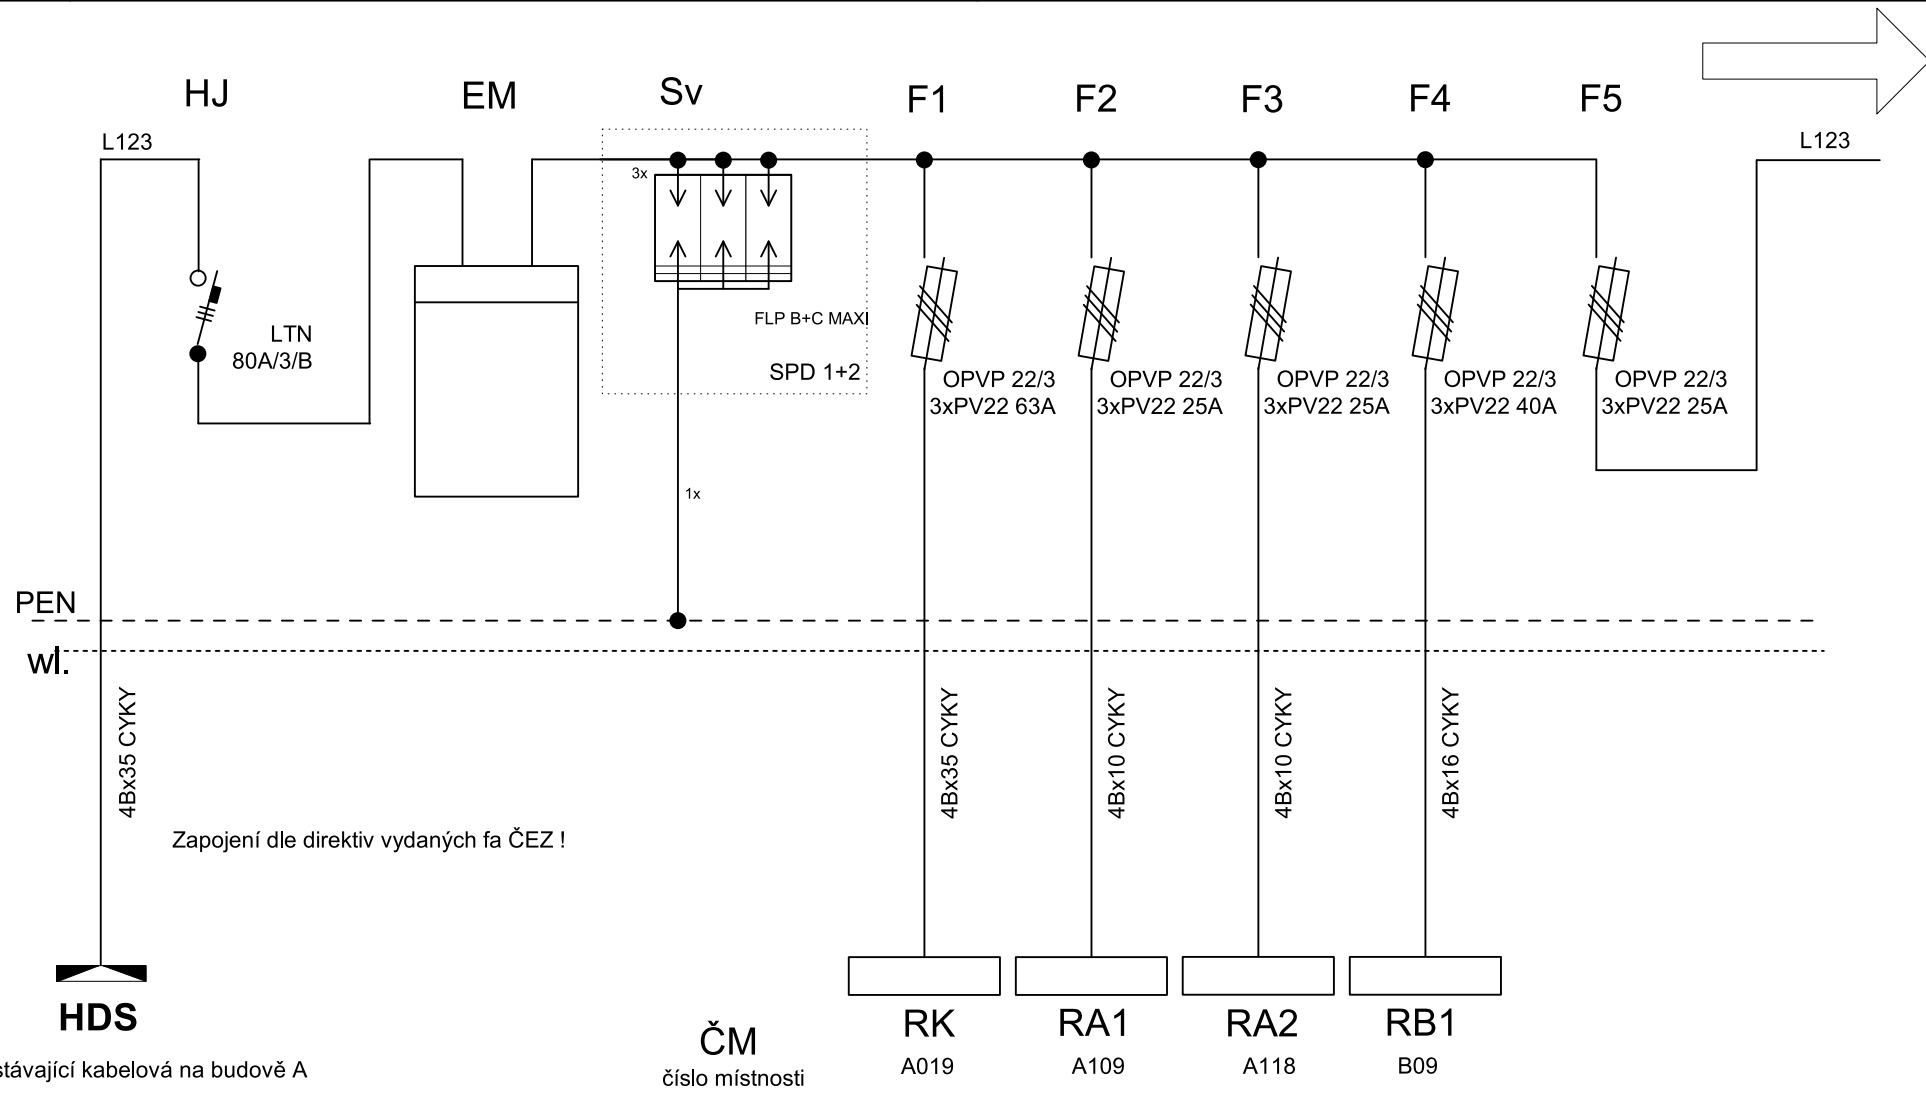 HJ
EM
Sv
F1
F2
F3
F4
F5
L123
L123
3x
LTN
80A/3/B
FLP B+C MAXI
SPD 1+2
OPVP 22/3
3xPV22 63A
OPVP 22/3
3xPV22 25A
OPVP 22/3
3xPV22 25A
OPVP 22/3
3xPV22 40A
OPVP 22/3
3xPV22 25A
1x
PEN
wl.
4Bx35 CYKY
4Bx35 CYKY
4Bx10 CYKY
4Bx10 CYKY
4Bx16 CYKY
Zapojení dle direktiv vydaných fa ČEZ !
HDS
stávající kabelová na budově A
ČM
číslo místnosti
RK
A019
RA1
A109
RA2
A118
RB1
B09